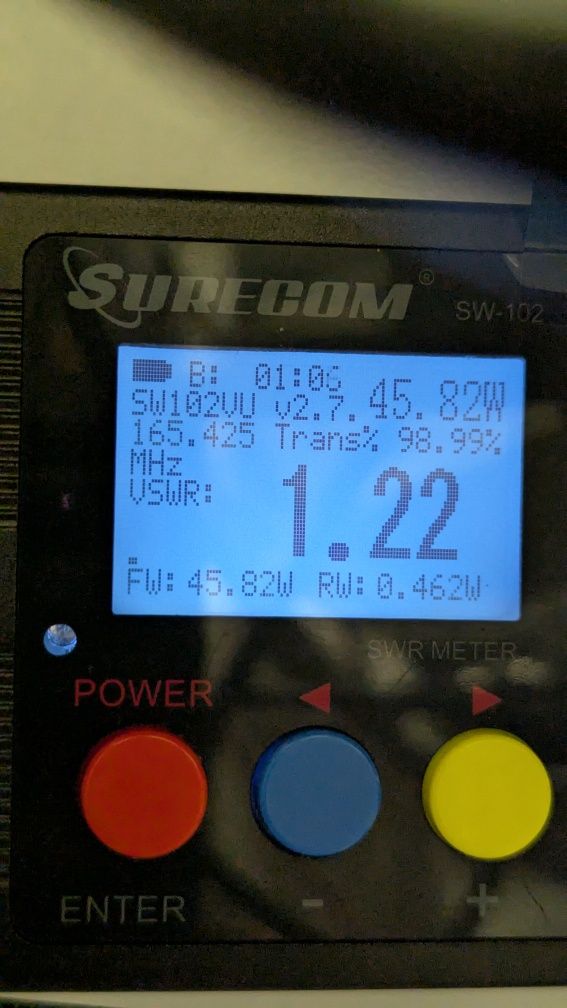 SURECOM®
SW-102
B: 01:06
SW102VU v2.7. 45.82W
165.425 Trans% 98.99%
MHz
VSWR: 1.22
FW: 45.82W RW: 0.462W
SWR METER
POWER ◀ ▶
ENTER - +